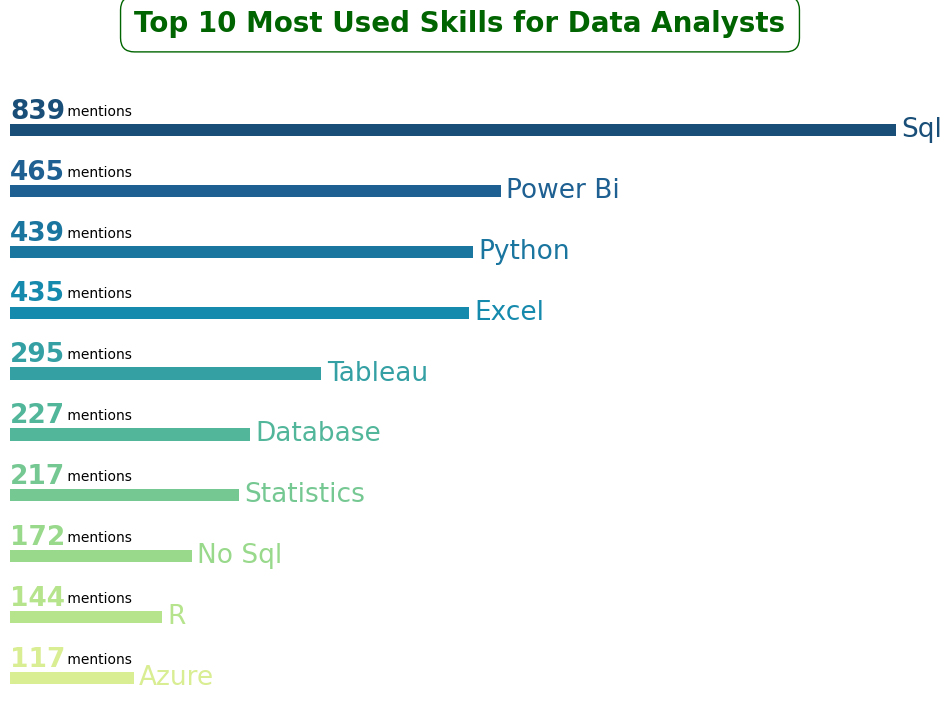 Top 10 Most Used Skills for Data Analysts
839 mentions
Sql
465 mentions
Power Bi
439 mentions
Python
435 mentions
Excel
295 mentions
Tableau
227 mentions
Database
217 mentions
Statistics
172 mentions
No Sql
144 mentions
R
117 mentions
Azure